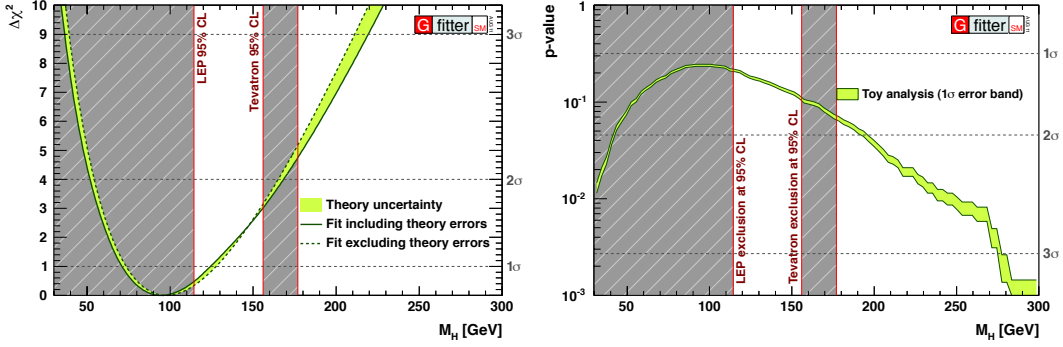 Δχ²
10
9
8
7
6
5
4
3
2
1
0
50
100
150
200
250
300
M_H [GeV]
LEP 95% CL
Tevatron 95% CL
G fitter SM
AUG 11
3σ
2σ
1σ
Theory uncertainty
Fit including theory errors
Fit excluding theory errors
p-value
1
10⁻¹
10⁻²
10⁻³
50
100
150
200
250
300
M_H [GeV]
LEP exclusion at 95% CL
Tevatron exclusion at 95% CL
G fitter SM
AUG 11
1σ
2σ
3σ
Toy analysis (1σ error band)